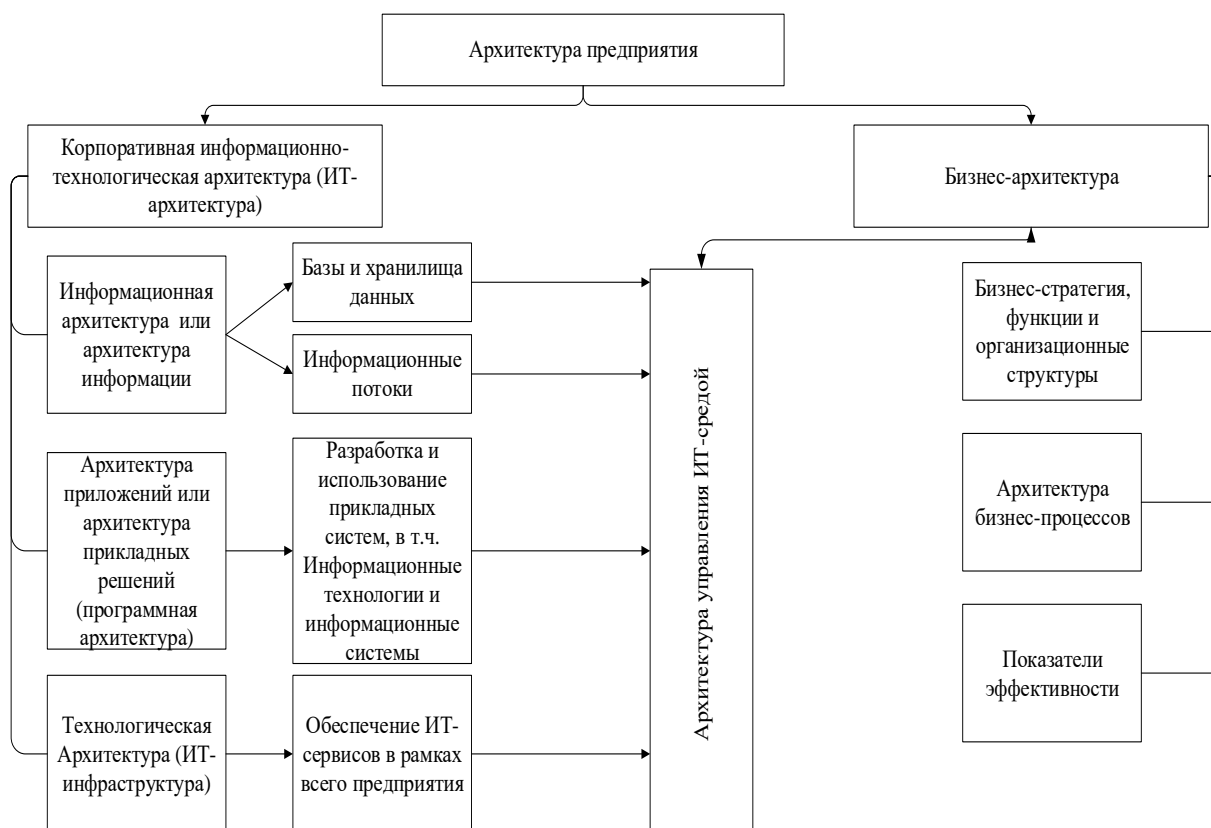 Архитектура предприятия
Корпоративная информационно-
технологическая архитектура (ИТ-
архитектура)
Бизнес-архитектура
Информационная
архитектура или
архитектура
информации
Базы и хранилища
данных
Информационные
потоки
Архитектура
приложений или
архитектура
прикладных
решений
(программная
архитектура)
Разработка и
использование
прикладных
систем, в т.ч.
Информационные
технологии и
информационные
системы
Технологическая
Архитектура (ИТ-
инфраструктура)
Обеспечение ИТ-
сервисов в рамках
всего предприятия
Архитектура управления ИТ-средой
Бизнес-стратегия,
функции и
организационные
структуры
Архитектура
бизнес-процессов
Показатели
эффективности